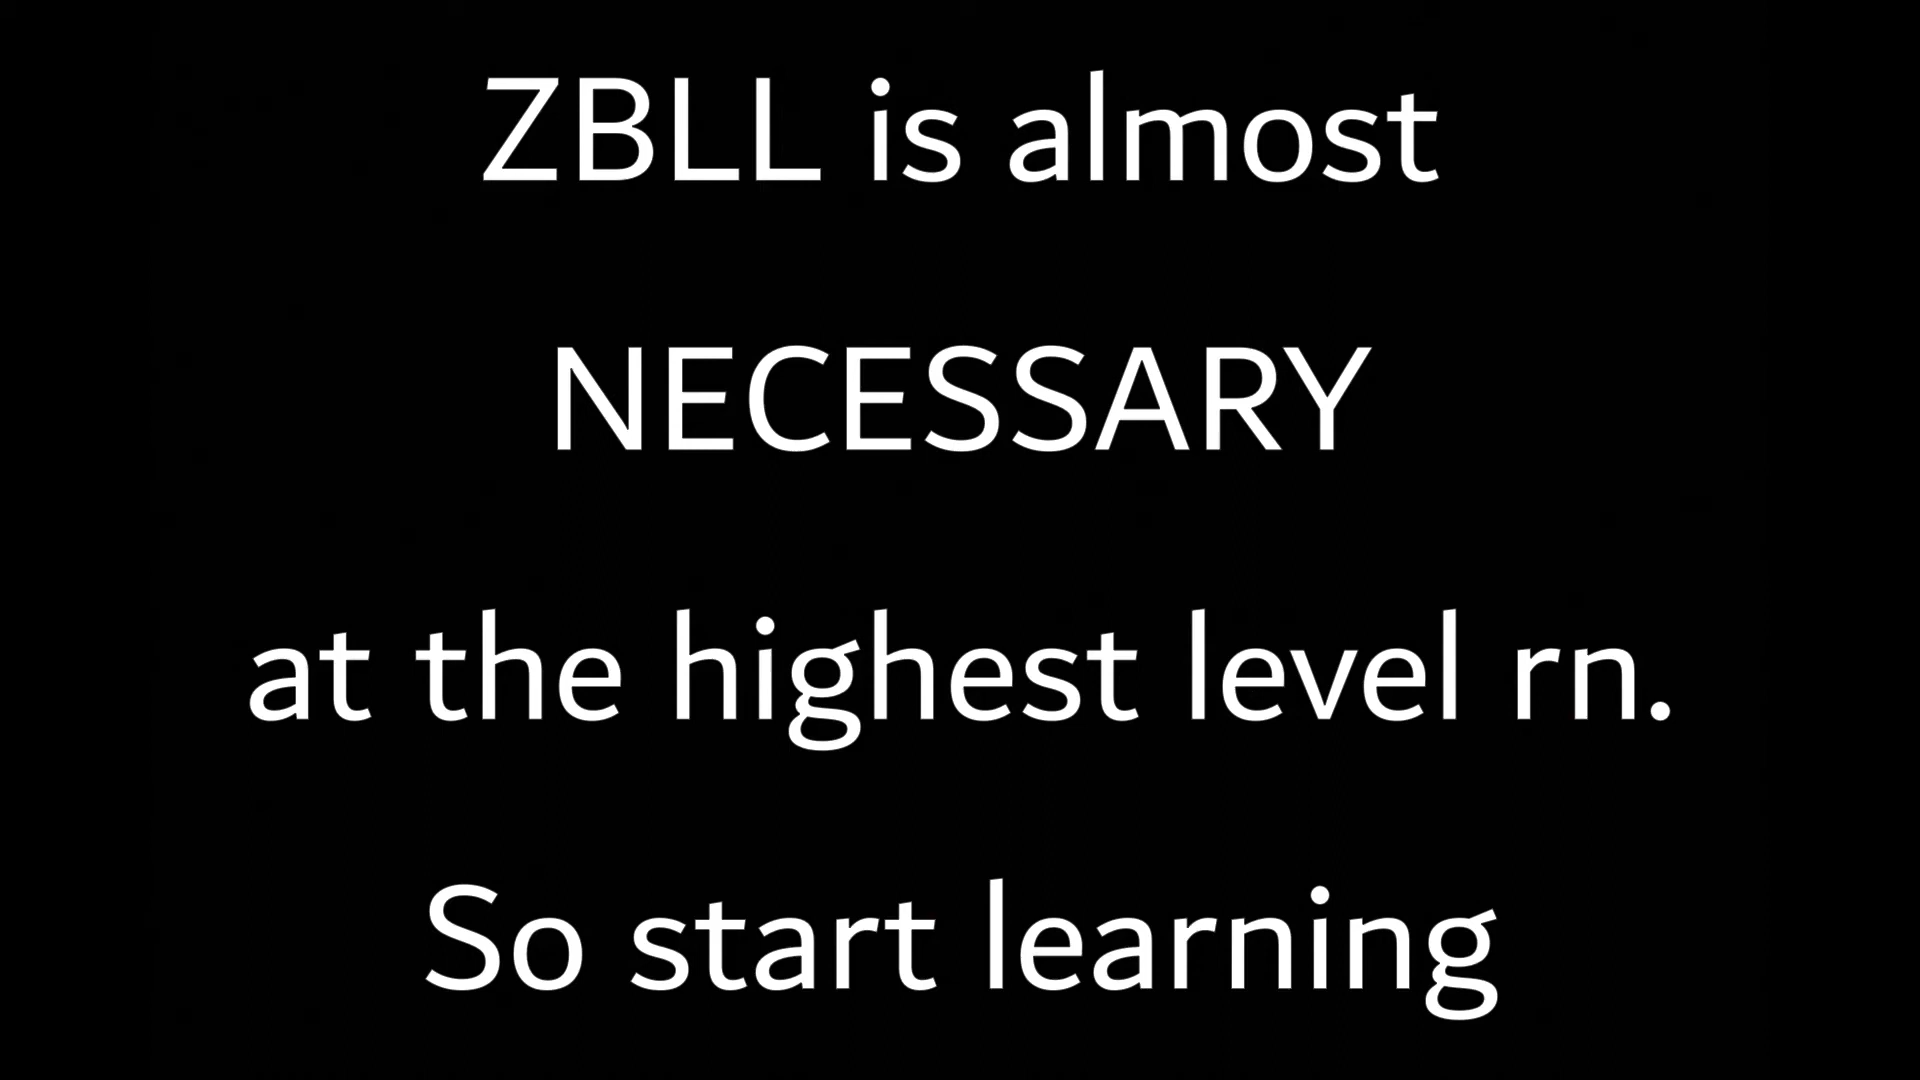 ZBLL is almost
NECESSARY
at the highest level rn.
So start learning